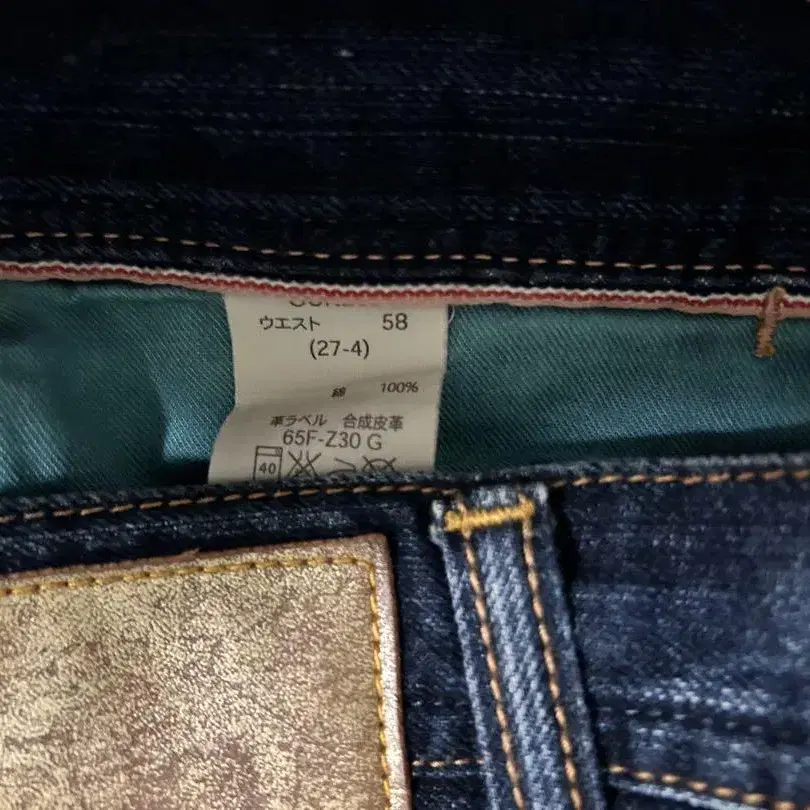 ウエスト 58
(27-4)
綿 100%
革ラベル 合成皮革
65F-Z30 G
40